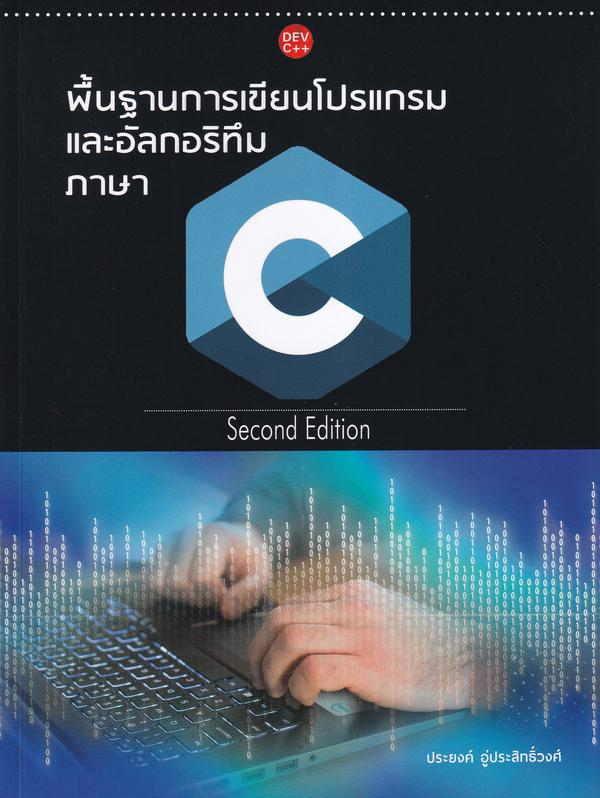 DEV
C++
พื้นฐานการเขียนโปรแกรม
และอัลกอริทึม
ภาษา
C
Second Edition
ประยงค์ อู่ประสิทธิ์วงศ์